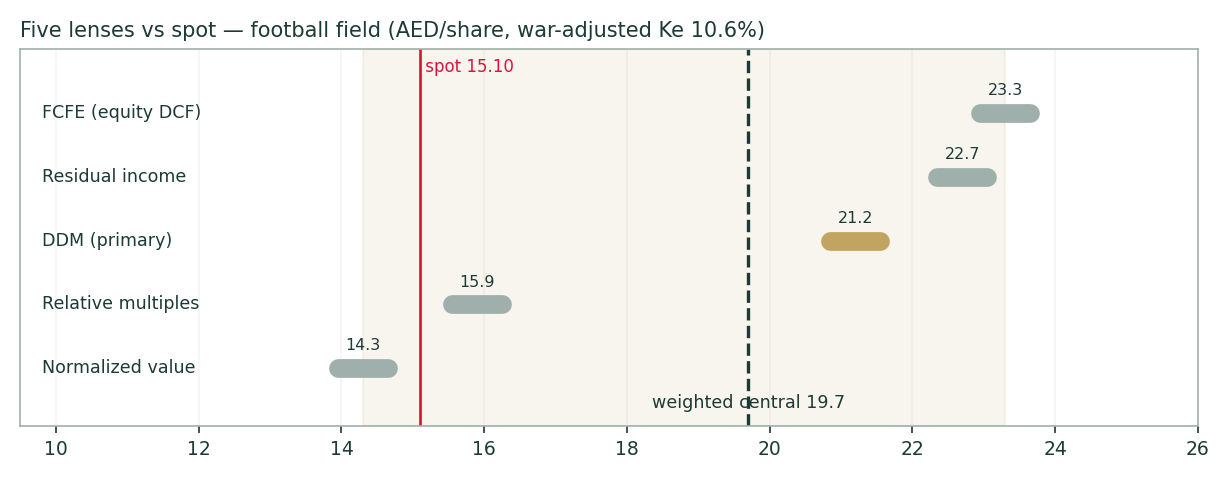 Five lenses vs spot — football field (AED/share, war-adjusted Ke 10.6%)
spot 15.10
23.3
FCFE (equity DCF)
22.7
Residual income
21.2
DDM (primary)
15.9
Relative multiples
14.3
Normalized value
weighted central 19.7
10 12 14 16 18 20 22 24 26